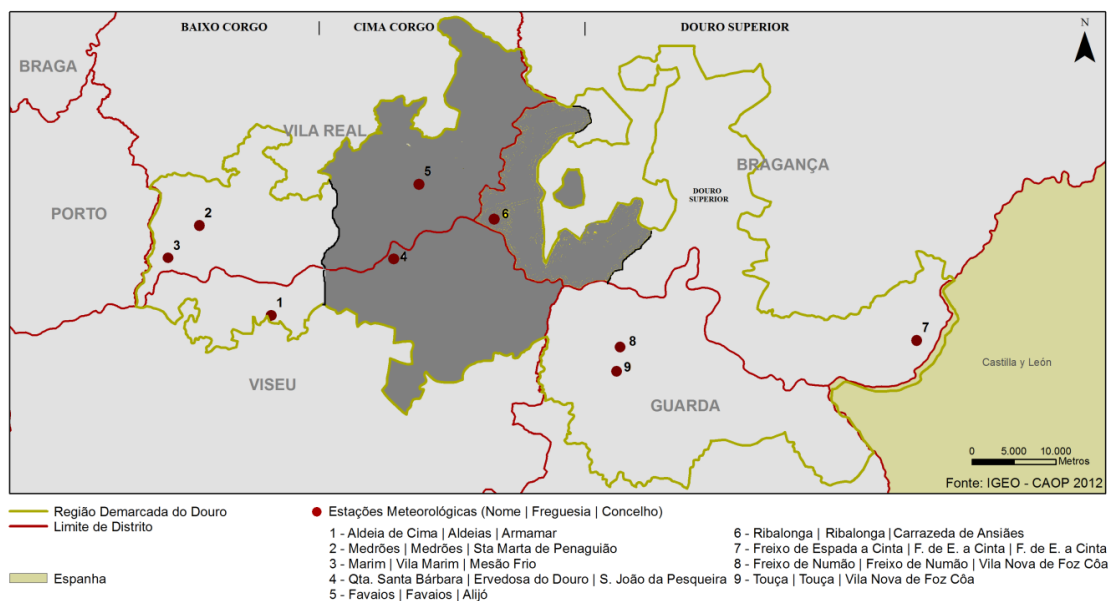 BAIXO CORGO | CIMA CORGO | DOURO SUPERIOR
N
BRAGA
VILA REAL
BRAGANÇA
5
DOURO
SUPERIOR
PORTO
2
6
3
4
1
7
8
Castilla y León
9
VISEU
GUARDA
0 5.000 10.000
Metros
Fonte: IGEO - CAOP 2012
Região Demarcada do Douro
Limite de Distrito
Espanha
Estações Meteorológicas (Nome | Freguesia | Concelho)
1 - Aldeia de Cima | Aldeias | Armamar
2 - Medrões | Medrões | Sta Marta de Penaguião
3 - Marim | Vila Marim | Mesão Frio
4 - Qta. Santa Bárbara | Ervedosa do Douro | S. João da Pesqueira
5 - Favaios | Favaios | Alijó
6 - Ribalonga | Ribalonga |Carrazeda de Ansiães
7 - Freixo de Espada a Cinta | F. de E. a Cinta | F. de E. a Cinta
8 - Freixo de Numão | Freixo de Numão | Vila Nova de Foz Côa
9 - Touça | Touça | Vila Nova de Foz Côa